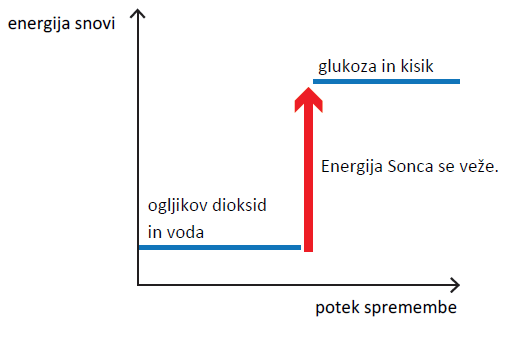 energija snovi
glukoza in kisik
Energija Sonca se veže.
ogljikov dioksid
in voda
potek spremembe